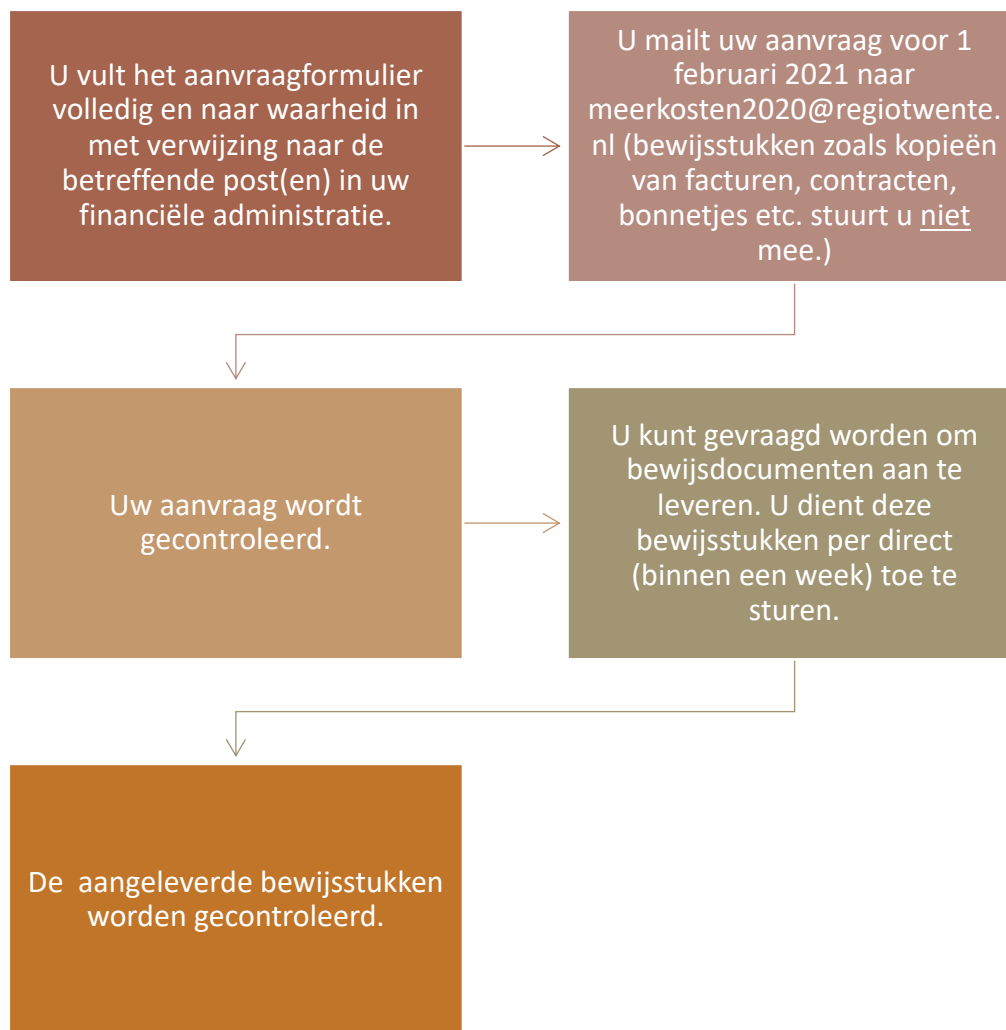 U vult het aanvraagformulier
volledig en naar waarheid in
met verwijzing naar de
betreffende post(en) in uw
financiële administratie.
U mailt uw aanvraag voor 1
februari 2021 naar
meerkosten2020@regiotwente.
nl (bewijsstukken zoals kopieën
van facturen, contracten,
bonnetjes etc. stuurt u niet
mee.)
Uw aanvraag wordt
gecontroleerd.
U kunt gevraagd worden om
bewijsdocumenten aan te
leveren. U dient deze
bewijsstukken per direct
(binnen een week) toe te
sturen.
De  aangeleverde bewijsstukken
worden gecontroleerd.